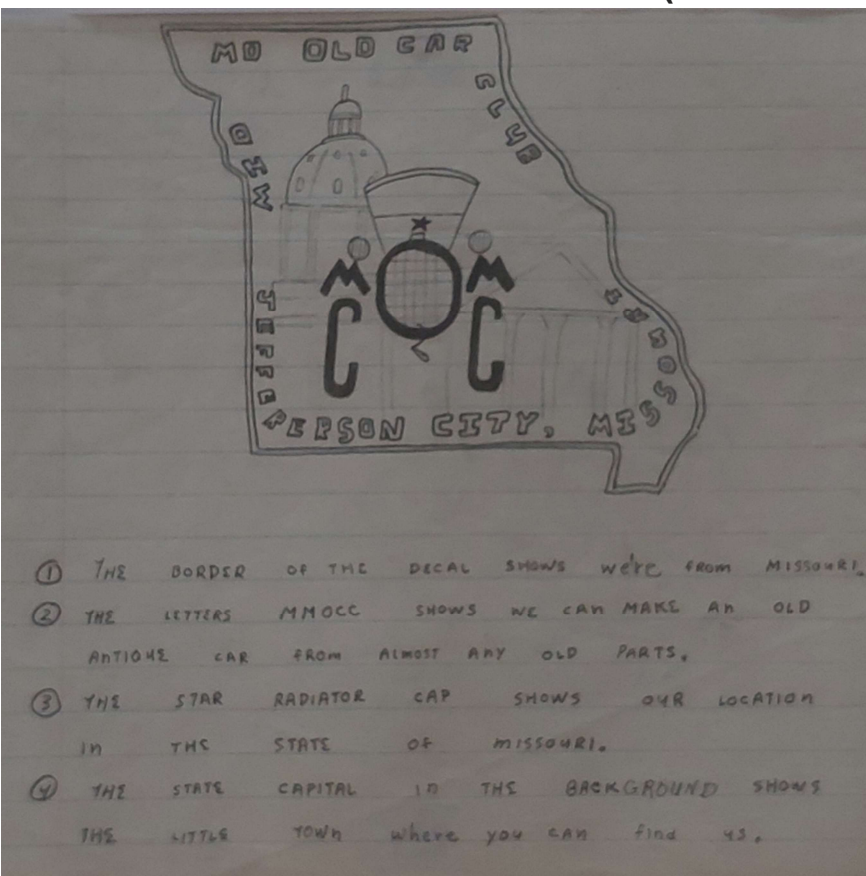 MID MO OLD CAR CLUB
M O M
C C
JEFFERSON CITY, MISSOURI
① THE BORDER OF THE DECAL SHOWS we're from MISSOURI.
② THE LETTERS MMOCC SHOWS WE CAN MAKE AN OLD
ANTIQUE CAR FROM ALMOST ANY OLD PARTS.
③ THE STAR RADIATOR CAP SHOWS OUR LOCATION
in THE STATE OF MISSOURI.
④ THE STATE CAPITAL IN THE BACKGROUND SHOWS
THE LITTLE TOWN where you CAN find us.